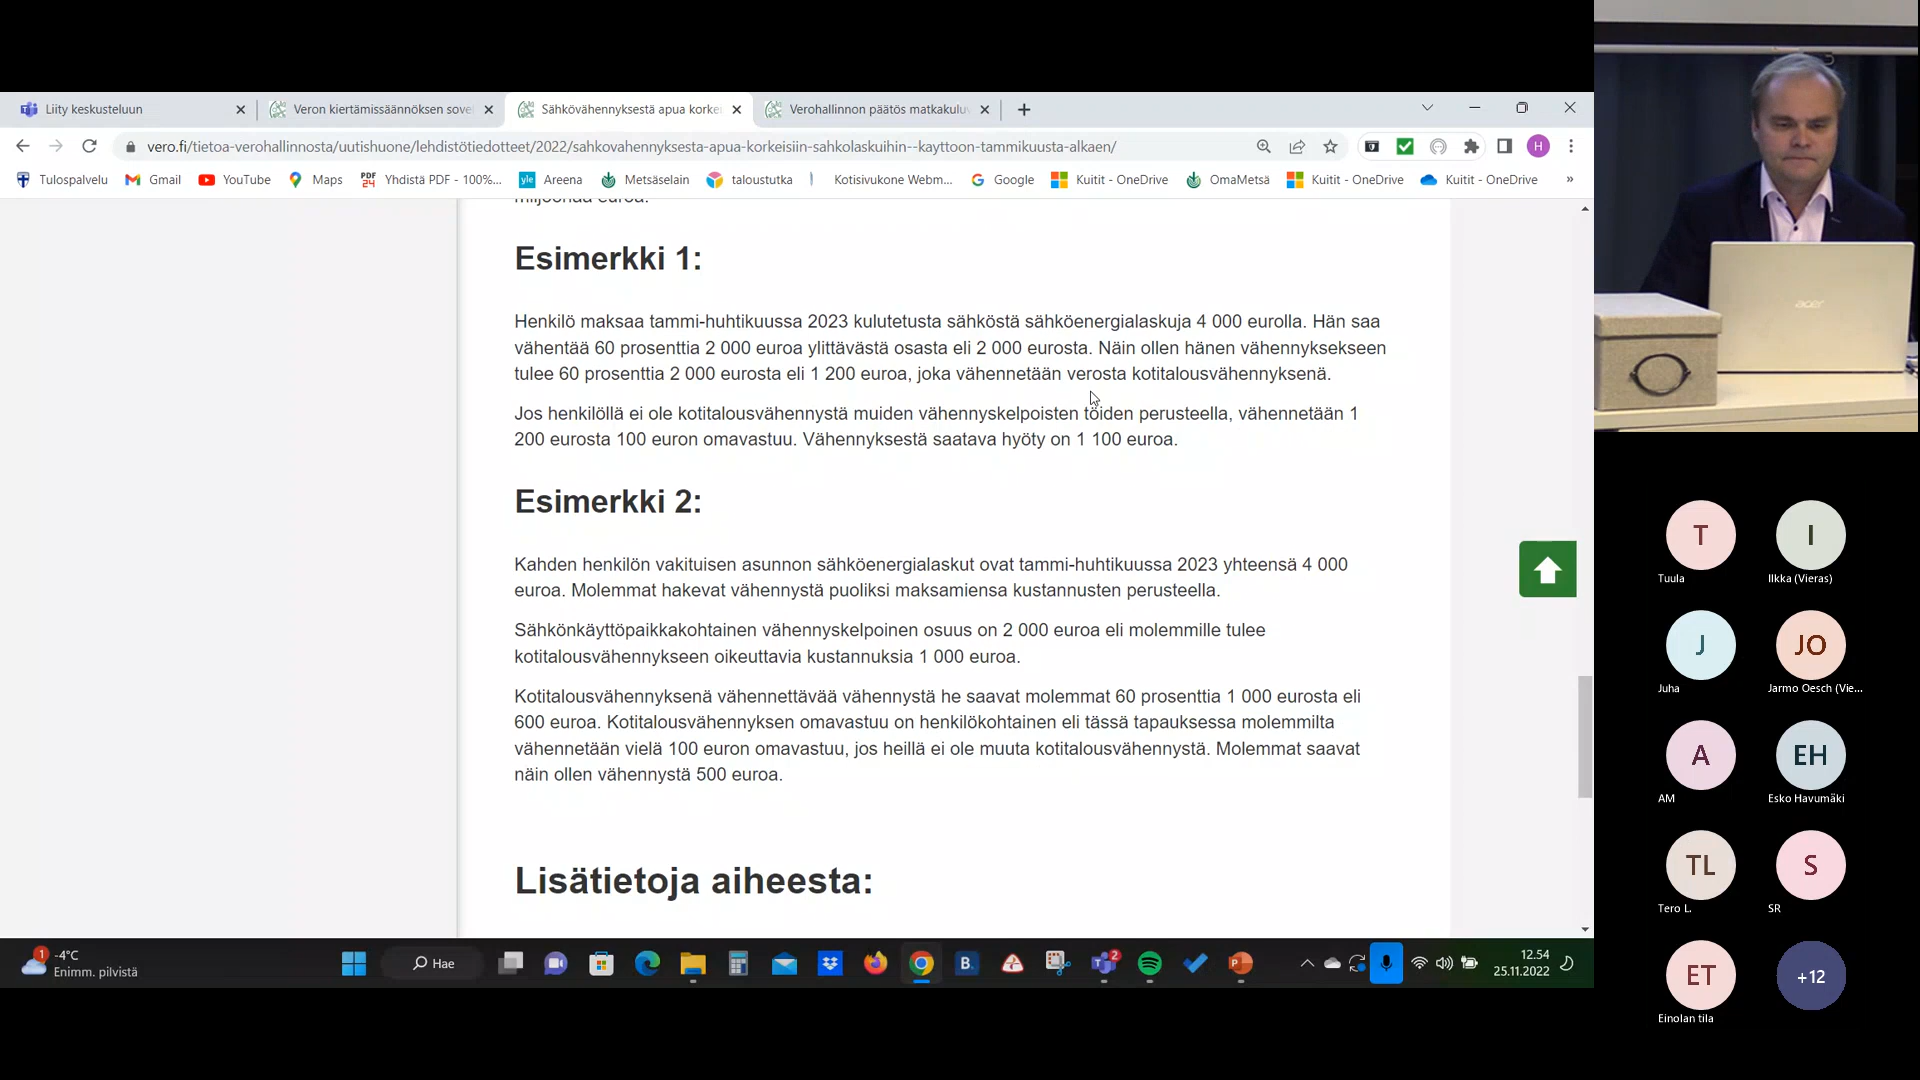 Liity keskusteluun
Veron kiertämissäännöksen sove
Sähkövähennyksestä apua korke
Verohallinnon päätös matkakulu
vero.fi/tietoa-verohallinnosta/uutishuone/lehdistötiedotteet/2022/sahkovahennyksesta-apua-korkeisiin-sahkolaskuihin--kayttoon-tammikuusta-alkaen/
H
Tulospalvelu
Gmail
YouTube
Maps
PDF 24
Yhdistä PDF - 100%...
yle
Areena
Metsäselain
taloustutka
Kotisivukone Webm...
Google
Kuitit - OneDrive
OmaMetsä
Kuitit - OneDrive
Kuitit - OneDrive
»
miljoonaa euroa.
Esimerkki 1:
Henkilö maksaa tammi-huhtikuussa 2023 kulutetusta sähköstä sähköenergialaskuja 4 000 eurolla. Hän saa
vähentää 60 prosenttia 2 000 euroa ylittävästä osasta eli 2 000 eurosta. Näin ollen hänen vähennyksekseen
tulee 60 prosenttia 2 000 eurosta eli 1 200 euroa, joka vähennetään verosta kotitalousvähennyksenä.
Jos henkilöllä ei ole kotitalousvähennystä muiden vähennyskelpoisten töiden perusteella, vähennetään 1
200 eurosta 100 euron omavastuu. Vähennyksestä saatava hyöty on 1 100 euroa.
Esimerkki 2:
Kahden henkilön vakituisen asunnon sähköenergialaskut ovat tammi-huhtikuussa 2023 yhteensä 4 000
euroa. Molemmat hakevat vähennystä puoliksi maksamiensa kustannusten perusteella.
Sähkönkäyttöpaikkakohtainen vähennyskelpoinen osuus on 2 000 euroa eli molemmille tulee
kotitalousvähennykseen oikeuttavia kustannuksia 1 000 euroa.
Kotitalousvähennyksenä vähennettävää vähennystä he saavat molemmat 60 prosenttia 1 000 eurosta eli
600 euroa. Kotitalousvähennyksen omavastuu on henkilökohtainen eli tässä tapauksessa molemmilta
vähennetään vielä 100 euron omavastuu, jos heillä ei ole muuta kotitalousvähennystä. Molemmat saavat
näin ollen vähennystä 500 euroa.
Lisätietoja aiheesta:
1
-4°C
Enimm. pilvistä
Hae
B.
2
12.54
25.11.2022
acer
T
Tuula
I
Ilkka (Vieras)
J
Juha
JO
Jarmo Oesch (Vie...
A
AM
EH
Esko Havumäki
TL
Tero L.
S
SR
ET
Einolan tila
+12